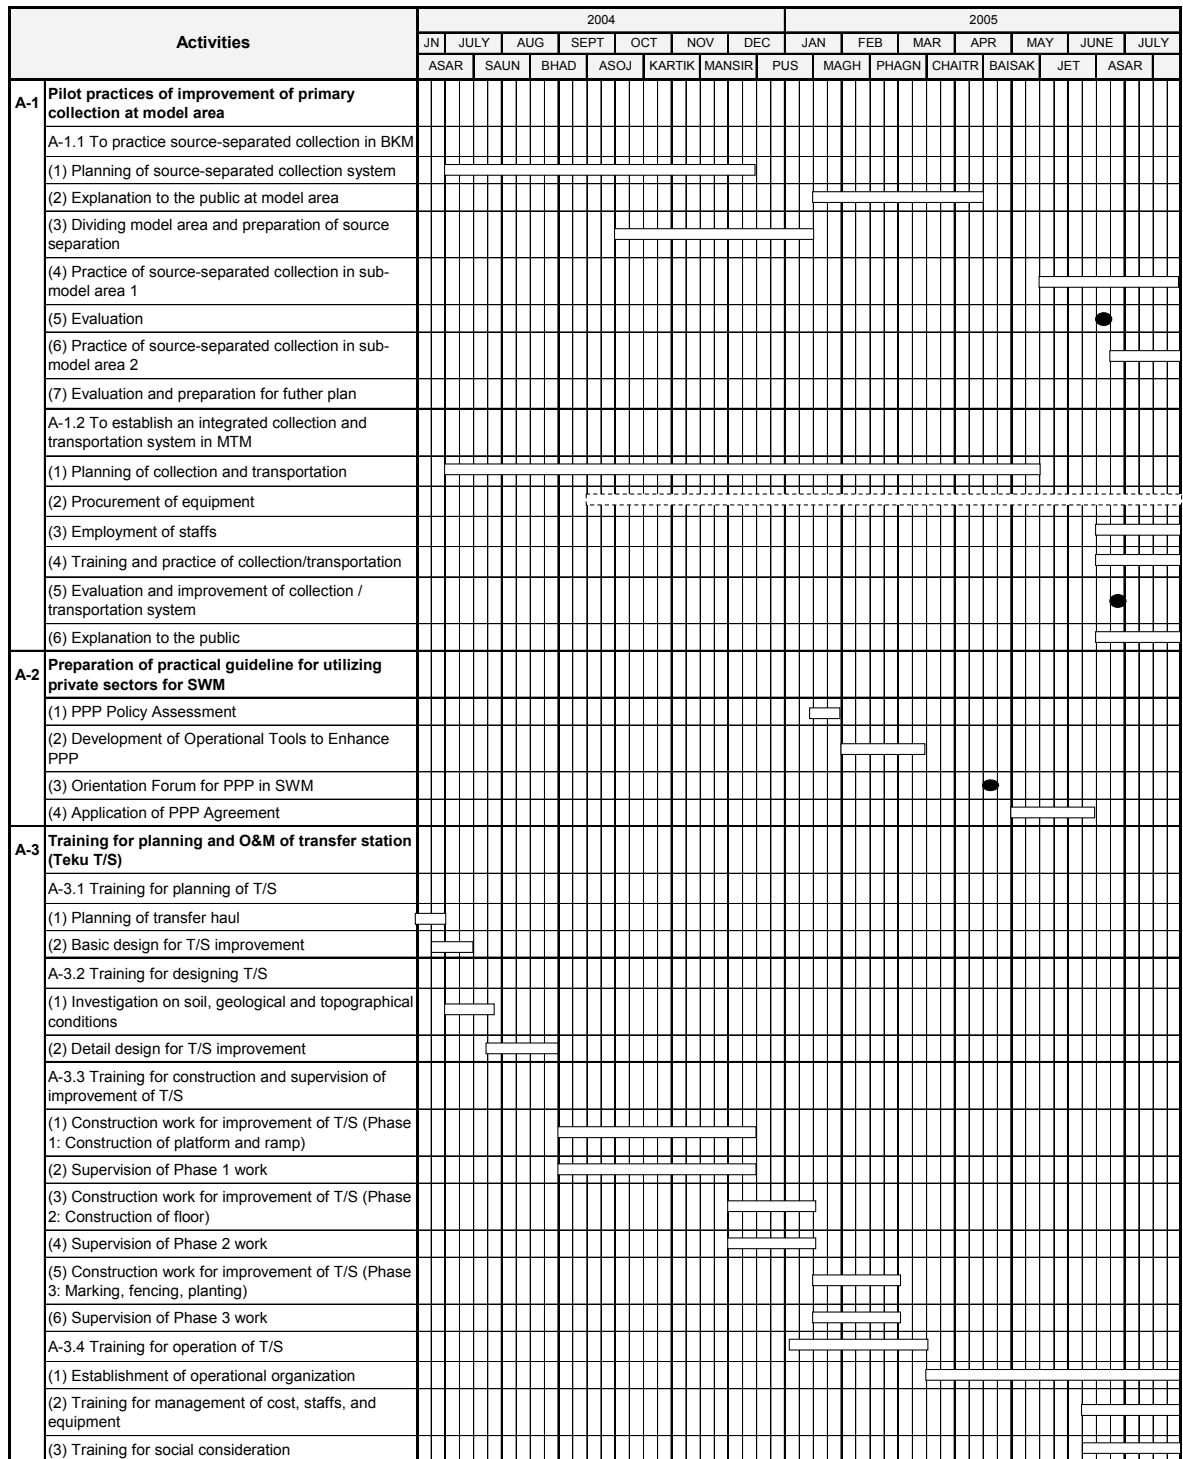 2004
2005
Activities
JN
JULY
AUG
SEPT
OCT
NOV
DEC
JAN
FEB
MAR
APR
MAY
JUNE
JULY
ASAR
SAUN
BHAD
ASOJ
KARTIK
MANSIR
PUS
MAGH
PHAGN
CHAITR
BAISAK
JET
ASAR
A-1
Pilot practices of improvement of primary
collection at model area
A-1.1 To practice source-separated collection in BKM
(1) Planning of source-separated collection system
(2) Explanation to the public at model area
(3) Dividing model area and preparation of source
separation
(4) Practice of source-separated collection in sub-
model area 1
(5) Evaluation
(6) Practice of source-separated collection in sub-
model area 2
(7) Evaluation and preparation for futher plan
A-1.2 To establish an integrated collection and
transportation system in MTM
(1) Planning of collection and transportation
(2) Procurement of equipment
(3) Employment of staffs
(4) Training and practice of collection/transportation
(5) Evaluation and improvement of collection /
transportation system
(6) Explanation to the public
A-2
Preparation of practical guideline for utilizing
private sectors for SWM
(1) PPP Policy Assessment
(2) Development of Operational Tools to Enhance
PPP
(3) Orientation Forum for PPP in SWM
(4) Application of PPP Agreement
A-3
Training for planning and O&M of transfer station
(Teku T/S)
A-3.1 Training for planning of T/S
(1) Planning of transfer haul
(2) Basic design for T/S improvement
A-3.2 Training for designing T/S
(1) Investigation on soil, geological and topographical
conditions
(2) Detail design for T/S improvement
A-3.3 Training for construction and supervision of
improvement of T/S
(1) Construction work for improvement of T/S (Phase
1: Construction of platform and ramp)
(2) Supervision of Phase 1 work
(3) Construction work for improvement of T/S (Phase
2: Construction of floor)
(4) Supervision of Phase 2 work
(5) Construction work for improvement of T/S (Phase
3: Marking, fencing, planting)
(6) Supervision of Phase 3 work
A-3.4 Training for operation of T/S
(1) Establishment of operational organization
(2) Training for management of cost, staffs, and
equipment
(3) Training for social consideration